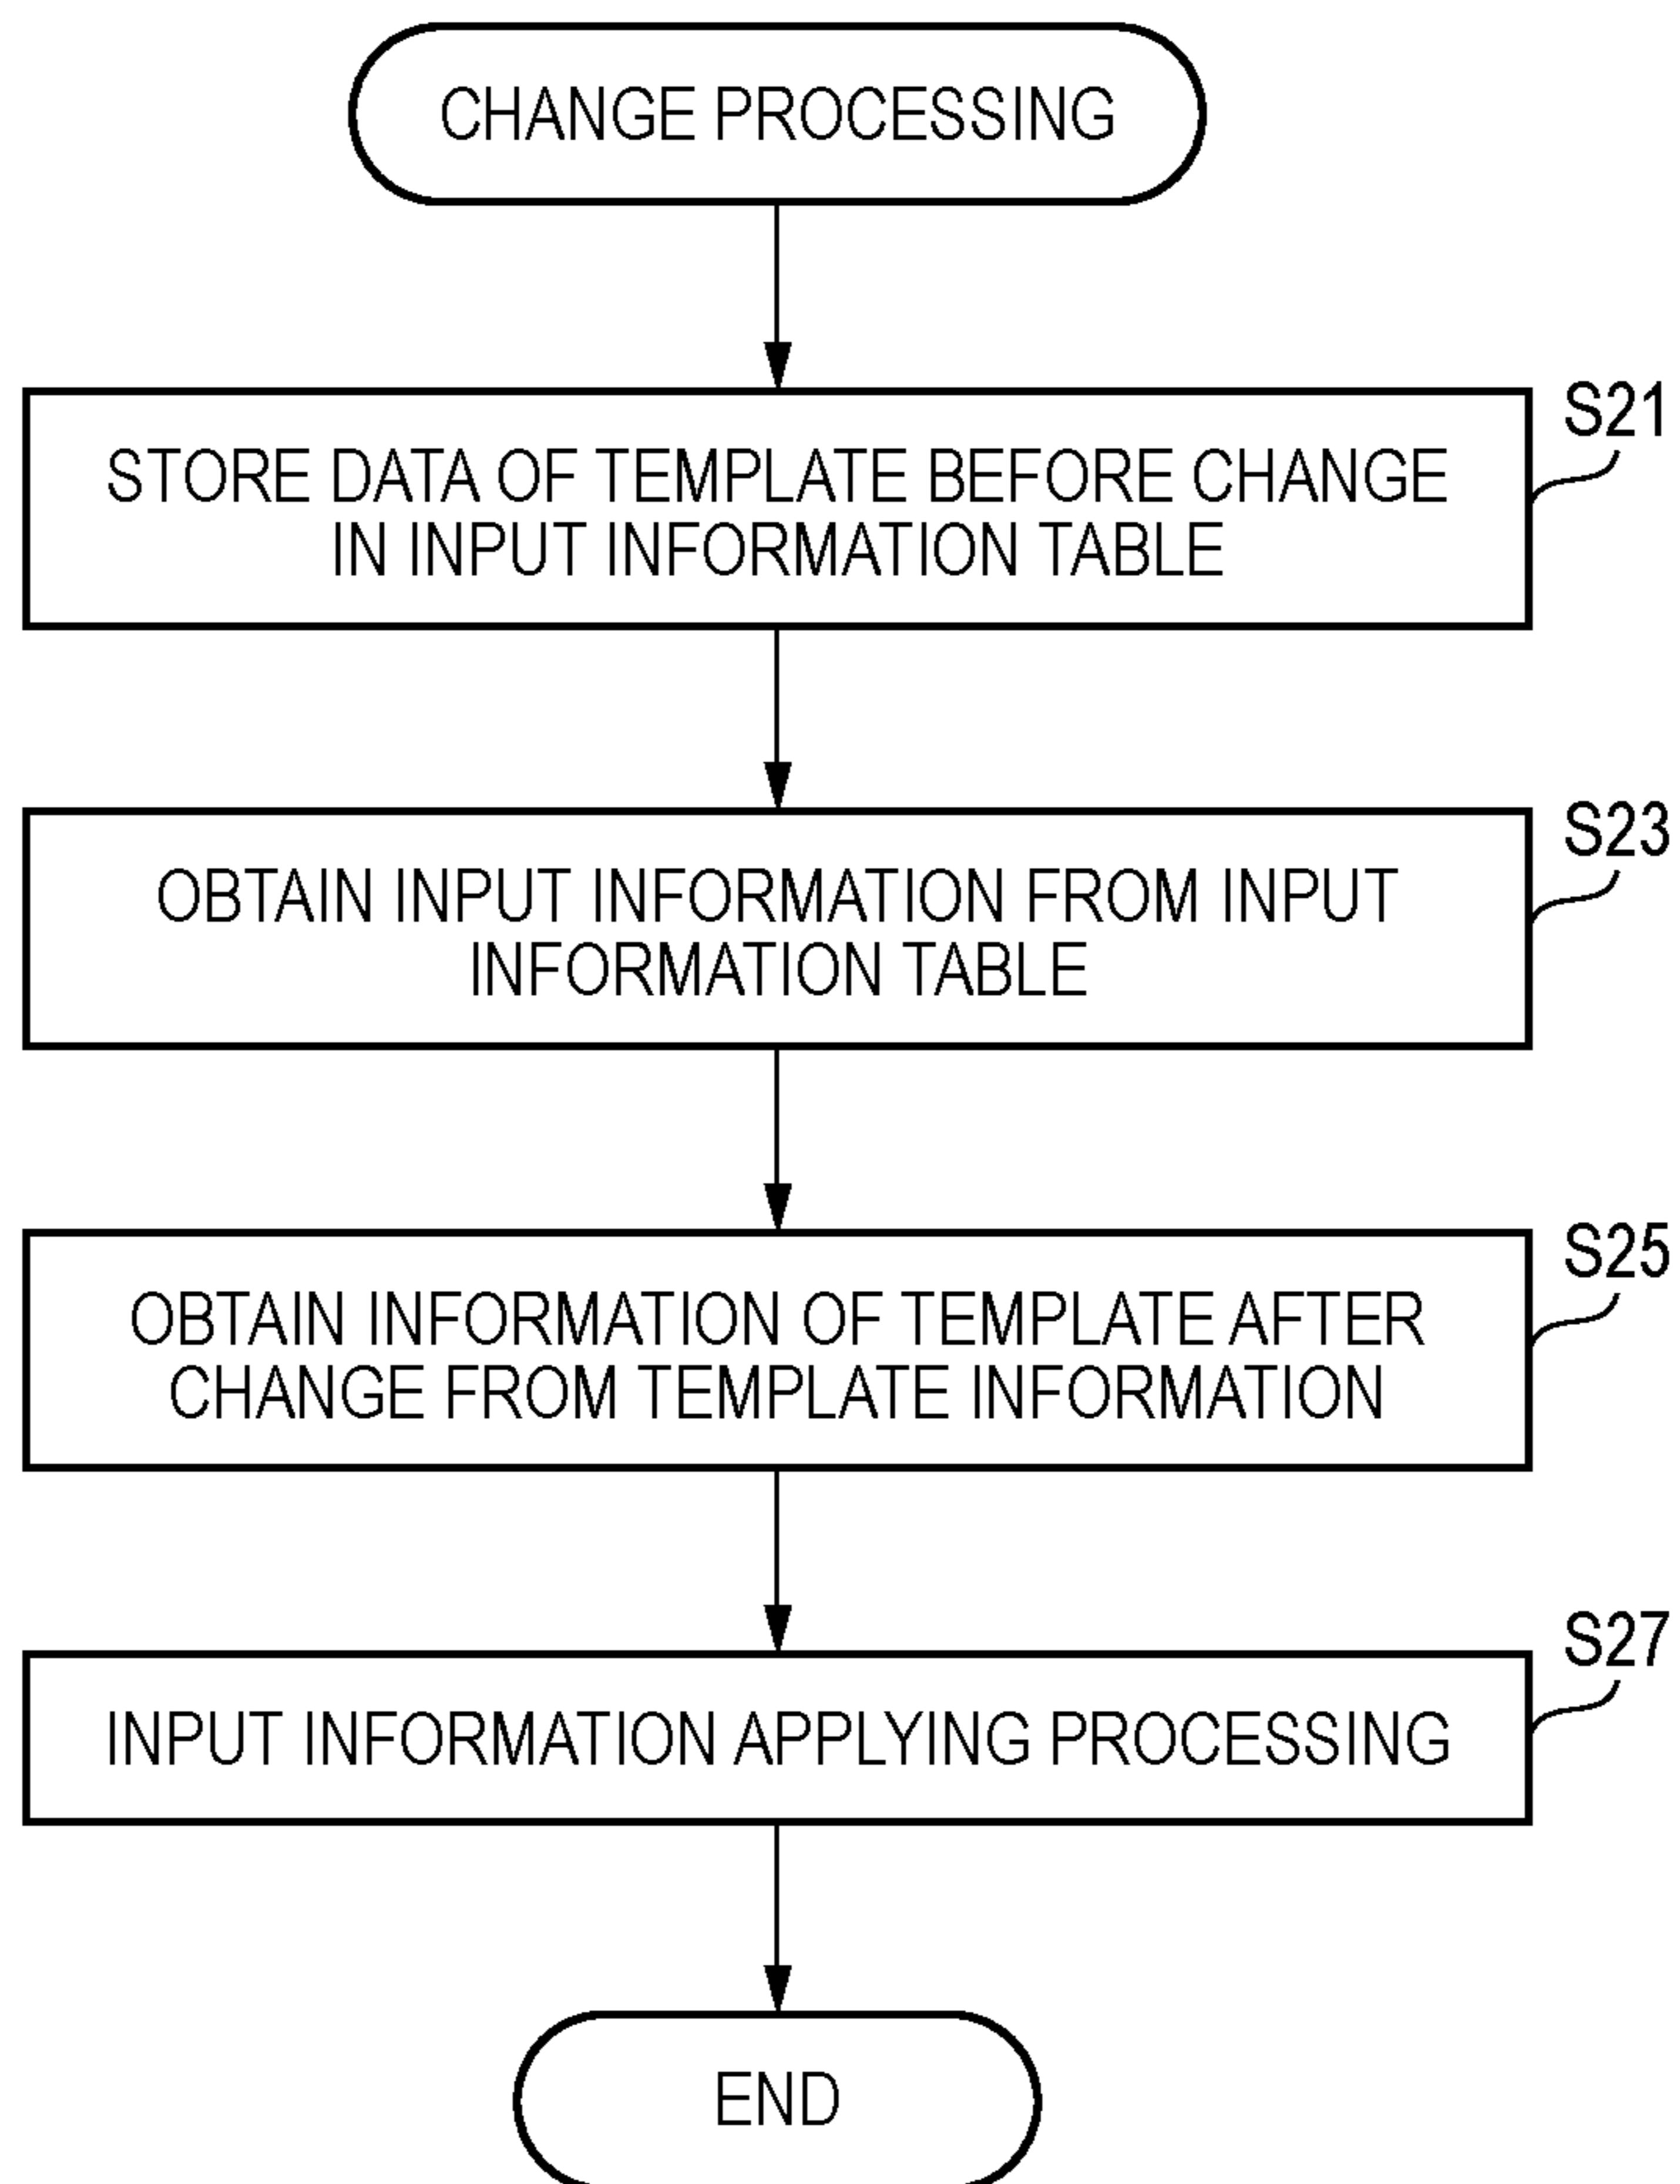 CHANGE PROCESSING
S21
STORE DATA OF TEMPLATE BEFORE CHANGE
IN INPUT INFORMATION TABLE
S23
OBTAIN INPUT INFORMATION FROM INPUT
INFORMATION TABLE
S25
OBTAIN INFORMATION OF TEMPLATE AFTER
CHANGE FROM TEMPLATE INFORMATION
S27
INPUT INFORMATION APPLYING PROCESSING
END